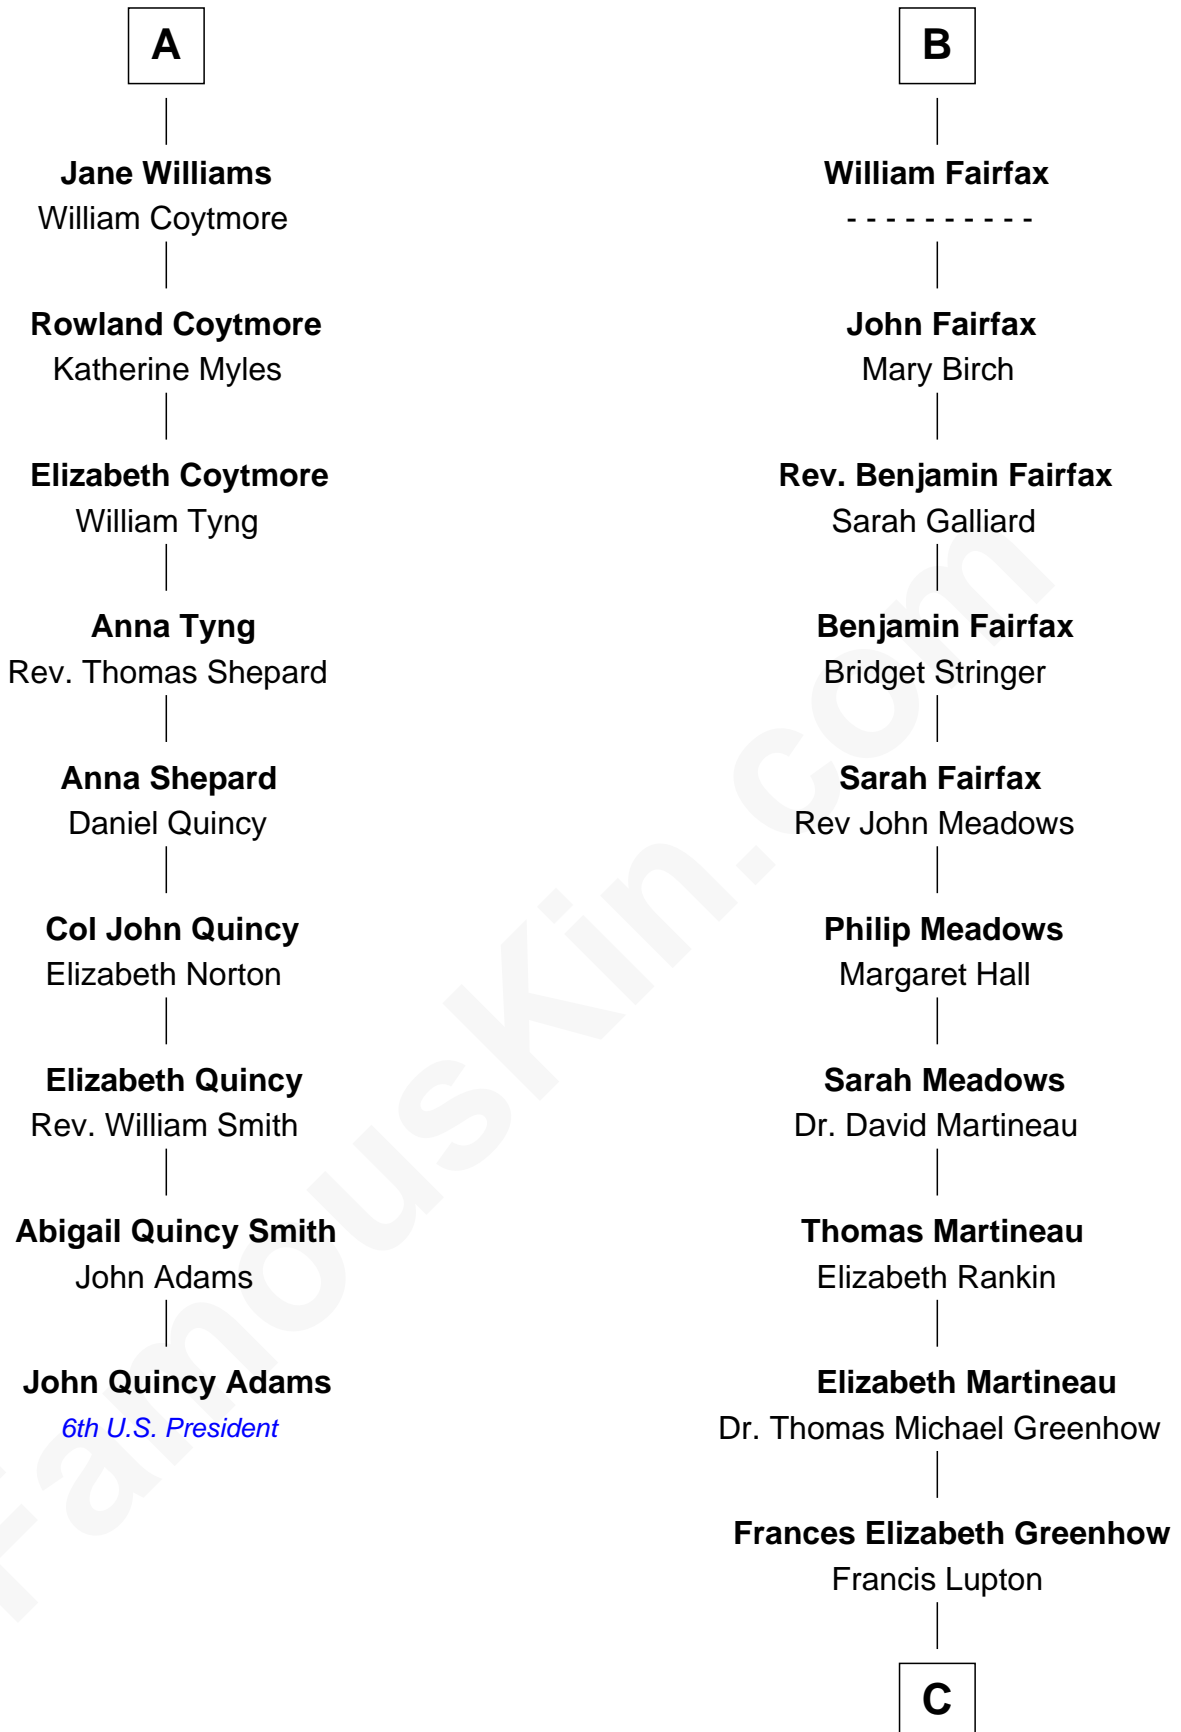 A
Jane Williams
William Coytmore
Rowland Coytmore
Katherine Myles
Elizabeth Coytmore
William Tyng
Anna Tyng
Rev. Thomas Shepard
Anna Shepard
Daniel Quincy
Col John Quincy
Elizabeth Norton
Elizabeth Quincy
Rev. William Smith
Abigail Quincy Smith
John Adams
John Quincy Adams
6th U.S. President
B
William Fairfax
- - - - - - - - - -
John Fairfax
Mary Birch
Rev. Benjamin Fairfax
Sarah Galliard
Benjamin Fairfax
Bridget Stringer
Sarah Fairfax
Rev John Meadows
Philip Meadows
Margaret Hall
Sarah Meadows
Dr. David Martineau
Thomas Martineau
Elizabeth Rankin
Elizabeth Martineau
Dr. Thomas Michael Greenhow
Frances Elizabeth Greenhow
Francis Lupton
C
FamousKin.com